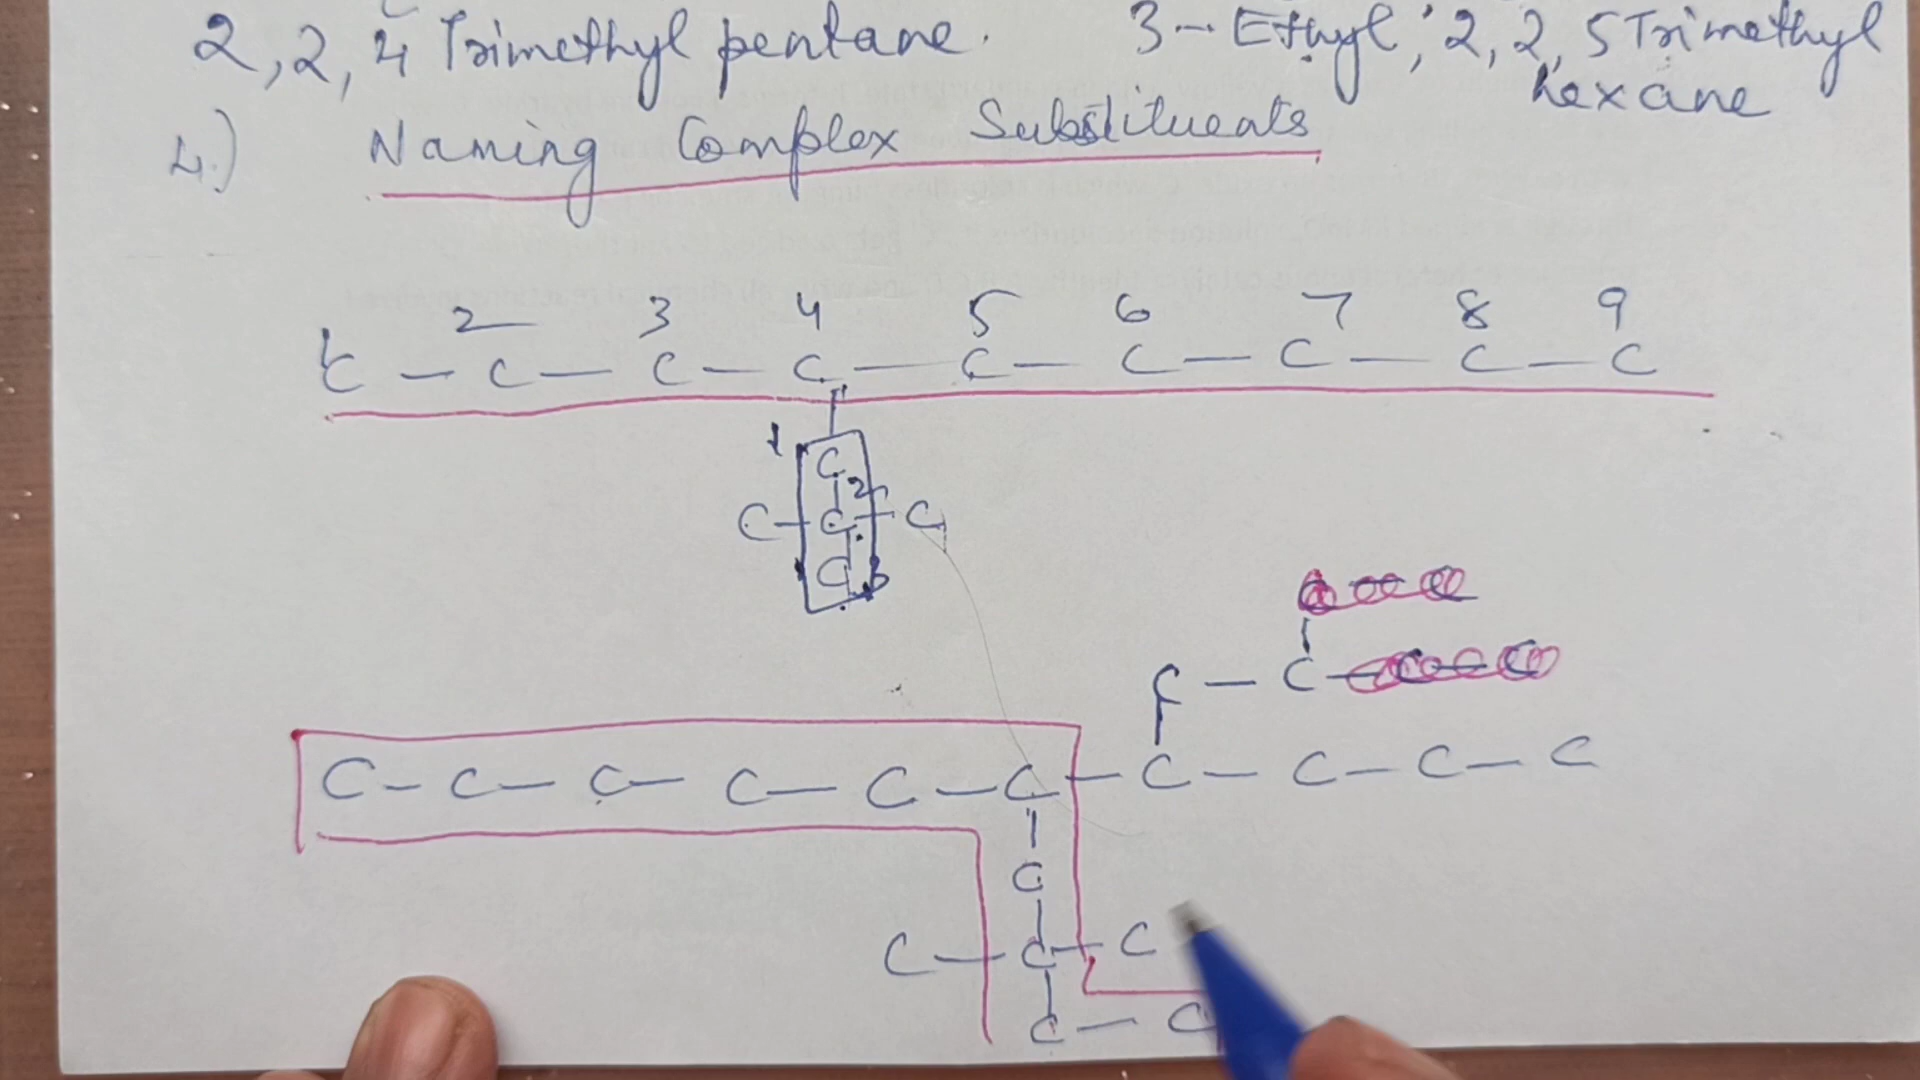 2,2,4 Trimethyl pentane. 3-Ethyl, 2,2,5 Trimethyl
hexane
4.) Naming Complex Substituents
1 2 3 4 5 6 7 8 9
C - C - C - C - C - C - C - C - C
1 C
2
C - C - C
C 3
C - C
C - C - C - C - C - C - C - C - C - C
C
C - C - C
C - C